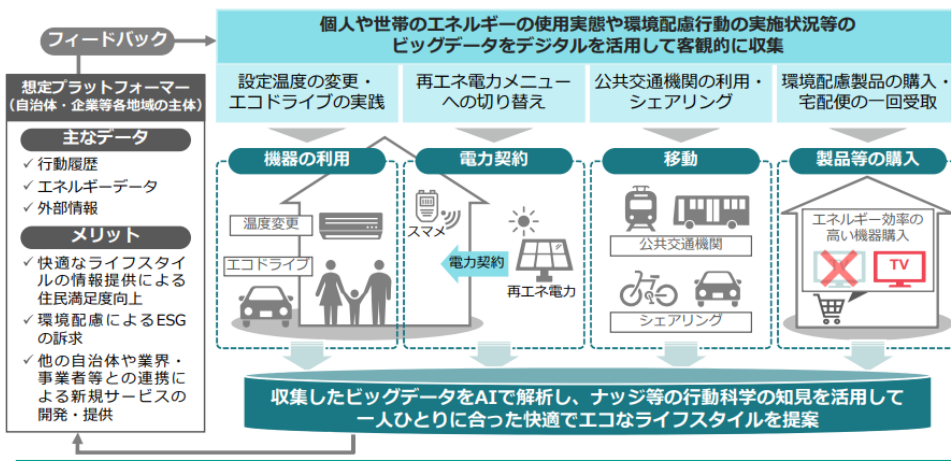 フィードバック
個人や世帯のエネルギーの使用実態や環境配慮行動の実施状況等の
ビッグデータをデジタルを活用して客観的に収集
想定プラットフォーマー
(自治体・企業等各地域の主体)
主なデータ
✓行動履歴
✓エネルギーデータ
✓外部情報
メリット
✓快適なライフスタイ
ルの情報提供による
住民満足度向上
✓環境配慮によるESG
の訴求
✓他の自治体や業界・
事業者等との連携に
よる新規サービスの
開発・提供
設定温度の変更・
エコドライブの実践
機器の利用
温度変更
エコドライブ
再エネ電力メニュー
への切り替え
電力契約
スマメ
電力契約
再エネ電力
公共交通機関の利用・
シェアリング
移動
公共交通機関
シェアリング
環境配慮製品の購入・
宅配便の一回受取
製品等の購入
エネルギー効率の
高い機器購入
TV
TV
収集したビッグデータをAIで解析し、ナッジ等の行動科学の知見を活用して
一人ひとりに合った快適でエコなライフスタイルを提案